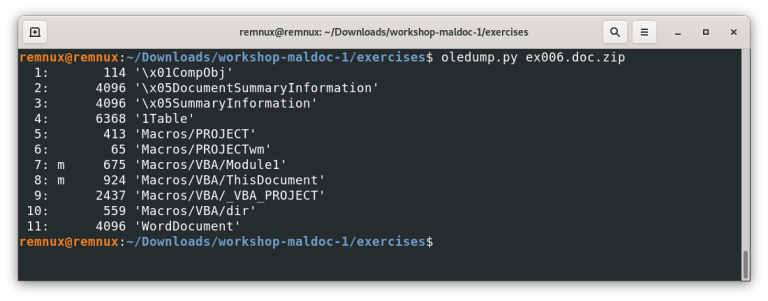 remnux@remnux: ~/Downloads/workshop-maldoc-1/exercises
remnux@remnux:~/Downloads/workshop-maldoc-1/exercises$ oledump.py ex006.doc.zip
  1:       114 '\x01CompObj'
  2:      4096 '\x05DocumentSummaryInformation'
  3:      4096 '\x05SummaryInformation'
  4:      6368 '1Table'
  5:       413 'Macros/PROJECT'
  6:        65 'Macros/PROJECTwm'
  7: m     675 'Macros/VBA/Module1'
  8: m     924 'Macros/VBA/ThisDocument'
  9:      2437 'Macros/VBA/_VBA_PROJECT'
 10:       559 'Macros/VBA/dir'
 11:      4096 'WordDocument'
remnux@remnux:~/Downloads/workshop-maldoc-1/exercises$